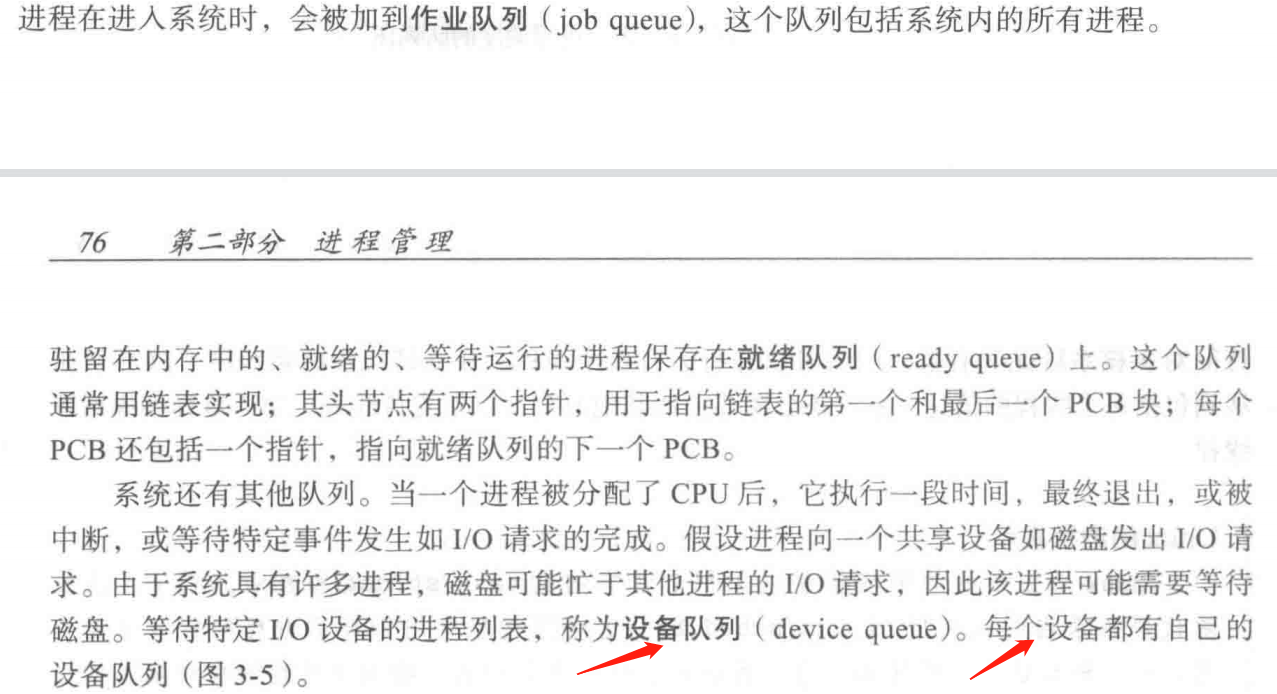 进程在进入系统时，会被加到作业队列（job queue），这个队列包括系统内的所有进程。
76 第二部分 进程管理
驻留在内存中的、就绪的、等待运行的进程保存在就绪队列（ready queue）上。这个队列
通常用链表实现；其头节点有两个指针，用于指向链表的第一个和最后一个 PCB 块；每个
PCB 还包括一个指针，指向就绪队列的下一个 PCB。
系统还有其他队列。当一个进程被分配了 CPU 后，它执行一段时间，最终退出，或被
中断，或等待特定事件发生如 I/O 请求的完成。假设进程向一个共享设备如磁盘发出 I/O 请
求。由于系统具有许多进程，磁盘可能忙于其他进程的 I/O 请求，因此该进程可能需要等待
磁盘。等待特定 I/O 设备的进程列表，称为设备队列（device queue）。每个设备都有自己的
设备队列（图 3-5）。